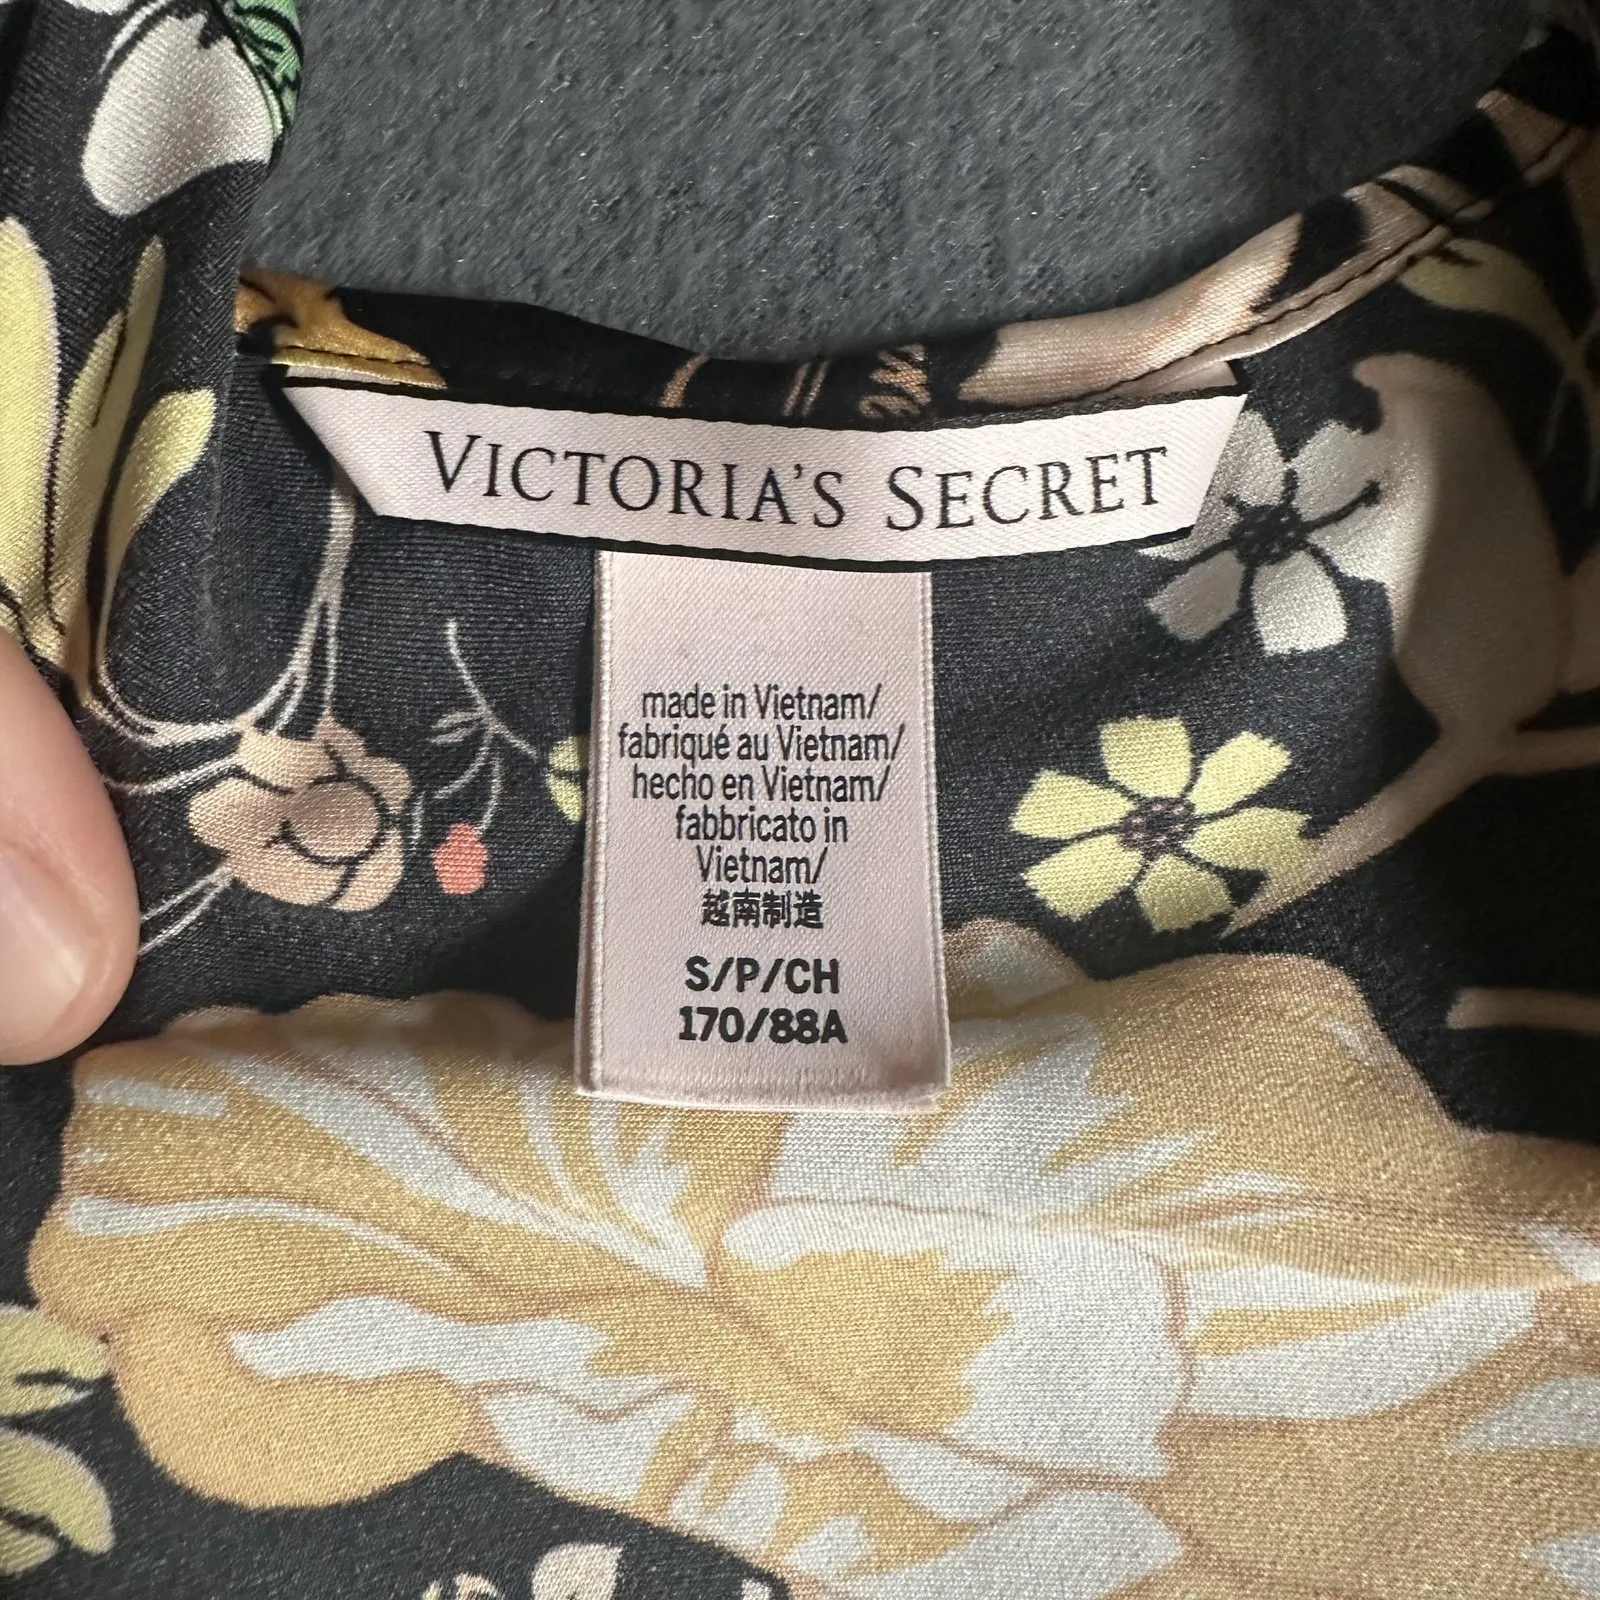 VICTORIA'S SECRET
made in Vietnam/
fabriqué au Vietnam/
hecho en Vietnam/
fabbricato in
Vietnam/
越南制造
S/P/CH
170/88A